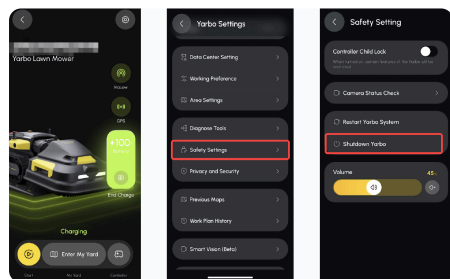 Yarbo Lawn Mower
GPS
+100
End Charge
Charging
Enter My Yard
Start
My Yard
Controller
Yarbo Settings
Data Center Setting
Working Preference
Area Settings
Diagnose Tools
Safety Settings
Privacy and Security
Previous Maps
Work Plan History
Smart Vision (Beta)
Safety Setting
Controller Child Lock
Camera Status Check
Restart Yarbo System
Shutdown Yarbo
Volume
45